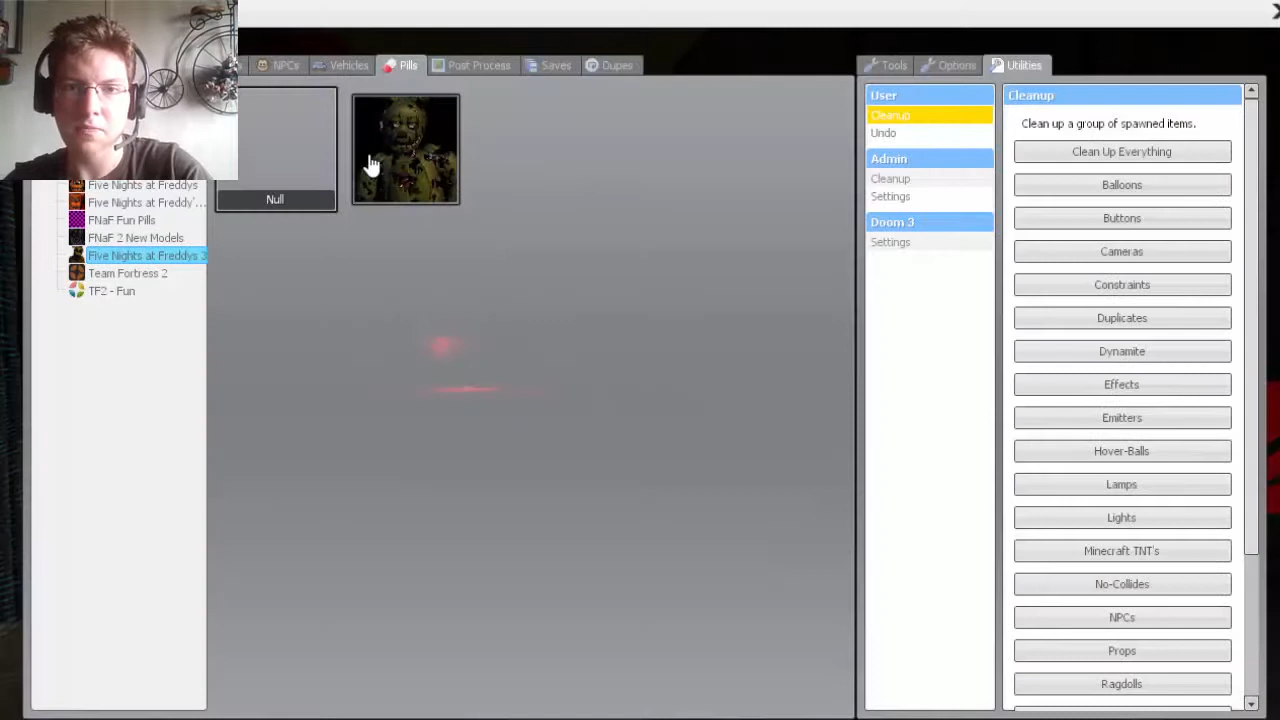 NPCs
Vehicles
Pills
Post Process
Saves
Dupes
Tools
Options
Utilities
Null
Five Nights at Freddys
Five Nights at Freddy'...
FNaF Fun Pills
FNaF 2 New Models
Five Nights at Freddys 3
Team Fortress 2
TF2 - Fun
User
Cleanup
Undo
Admin
Cleanup
Settings
Doom 3
Settings
Cleanup
Clean up a group of spawned items.
Clean Up Everything
Balloons
Buttons
Cameras
Constraints
Duplicates
Dynamite
Effects
Emitters
Hover-Balls
Lamps
Lights
Minecraft TNT's
No-Collides
NPCs
Props
Ragdolls